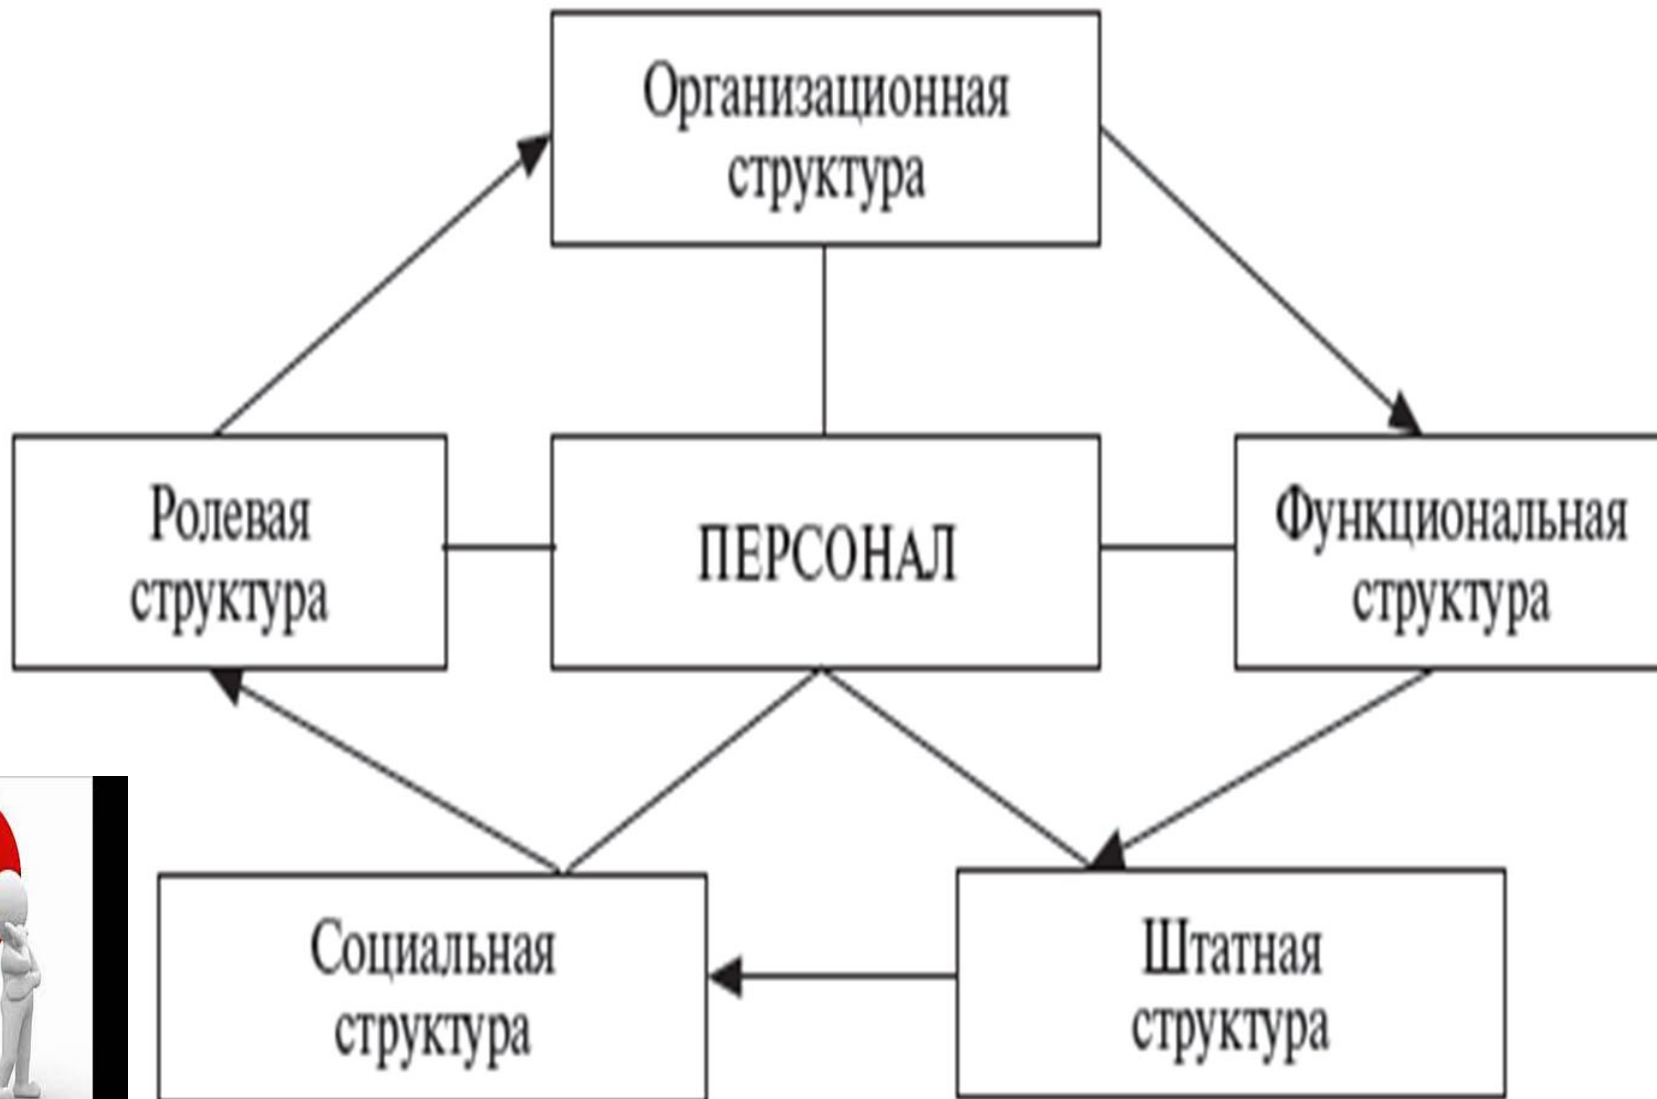 Организационная
структура
Ролевая
структура
ПЕРСОНАЛ
Функциональная
структура
Социальная
структура
Штатная
структура